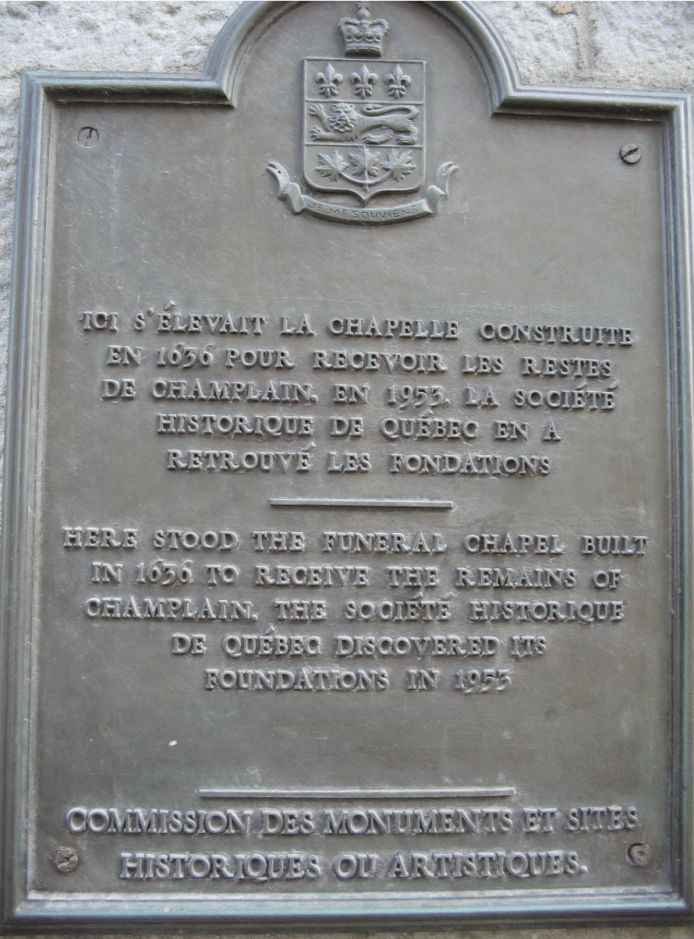 JE ME SOUVIENS
ICI S'ÉLEVAIT LA CHAPELLE CONSTRUITE
EN 1636 POUR RECEVOIR LES RESTES
DE CHAMPLAIN. EN 1953, LA SOCIÉTÉ
HISTORIQUE DE QUÉBEC EN A
RETROUVÉ LES FONDATIONS
HERE STOOD THE FUNERAL CHAPEL BUILT
IN 1636 TO RECEIVE THE REMAINS OF
CHAMPLAIN. THE SOCIÉTÉ HISTORIQUE
DE QUÉBEC DISCOVERED ITS
FOUNDATIONS IN 1953
COMMISSION DES MONUMENTS ET SITES
HISTORIQUES OU ARTISTIQUES.